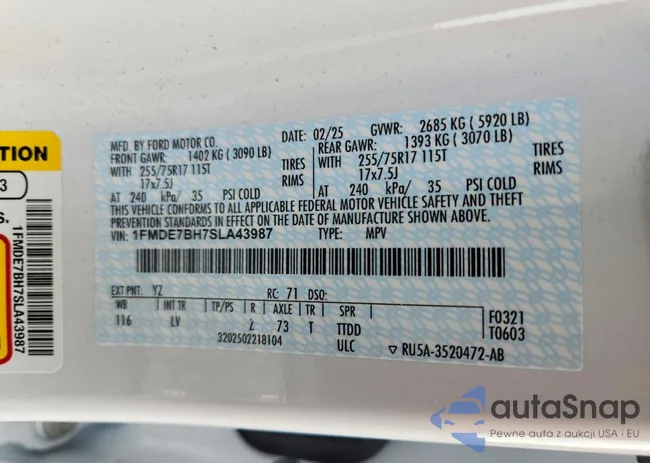 TION
3
S.
1FMDE7BH7SLA43987
MFD. BY FORD MOTOR CO.
DATE: 02/25 GVWR: 2685 KG ( 5920 LB)
FRONT GAWR: 1402 KG ( 3090 LB) REAR GAWR: 1393 KG ( 3070 LB)
WITH 255/75R17 115T TIRES WITH 255/75R17 115T TIRES
17x7.5J RIMS 17x7.5J RIMS
AT 240 kPa/ 35 PSI COLD AT 240 kPa/ 35 PSI COLD
THIS VEHICLE CONFORMS TO ALL APPLICABLE FEDERAL MOTOR VEHICLE SAFETY AND THEFT
PREVENTION STANDARDS IN EFFECT ON THE DATE OF MANUFACTURE SHOWN ABOVE.
VIN: 1FMDE7BH7SLA43987 TYPE: MPV
EXT PNT: YZ RC: 71 DSO:
WB INT TR TP/PS R AXLE TR SPR
116 LV 2 73 T TTDD
F0321
T0603
3202502218104 ULC
▽ RU5A-3520472-AB
autaSnap
Pewne auta z aukcji USA i EU